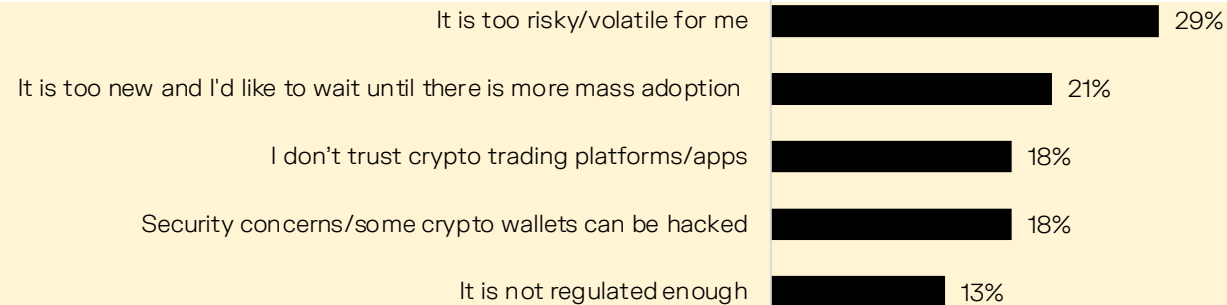 It is too risky/volatile for me 29%
It is too new and I'd like to wait until there is more mass adoption 21%
I don’t trust crypto trading platforms/apps 18%
Security concerns/some crypto wallets can be hacked 18%
It is not regulated enough 13%